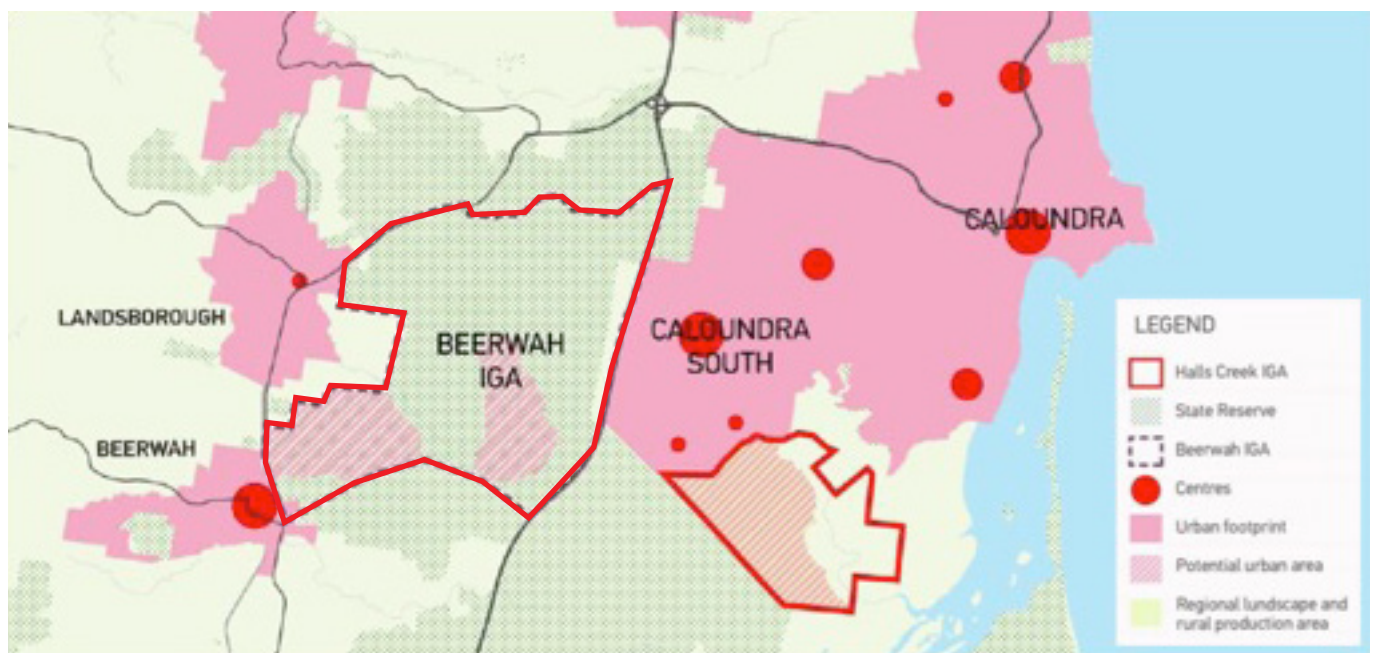 CALOUNDRA
LANDSBOROUGH
BEERWAH
IGA
CALOUNDRA
SOUTH
BEERWAH
LEGEND
Halls Creek IGA
State Reserve
Beerwah IGA
Centres
Urban footprint
Potential urban area
Regional landscape and
rural production area